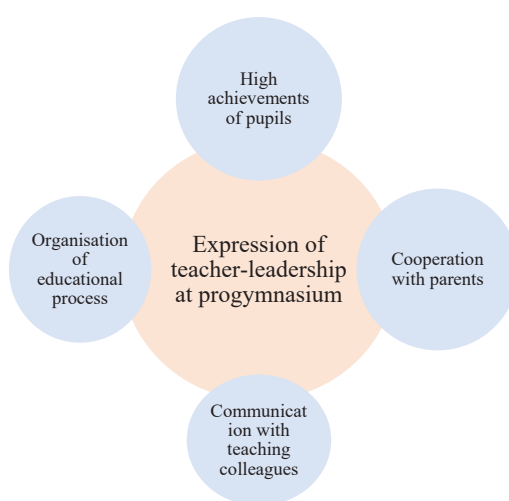 High
achievements
of pupils
Organisation
of
educational
process
Expression of
teacher-leadership
at progymnasium
Cooperation
with parents
Communicat
ion with
teaching
colleagues